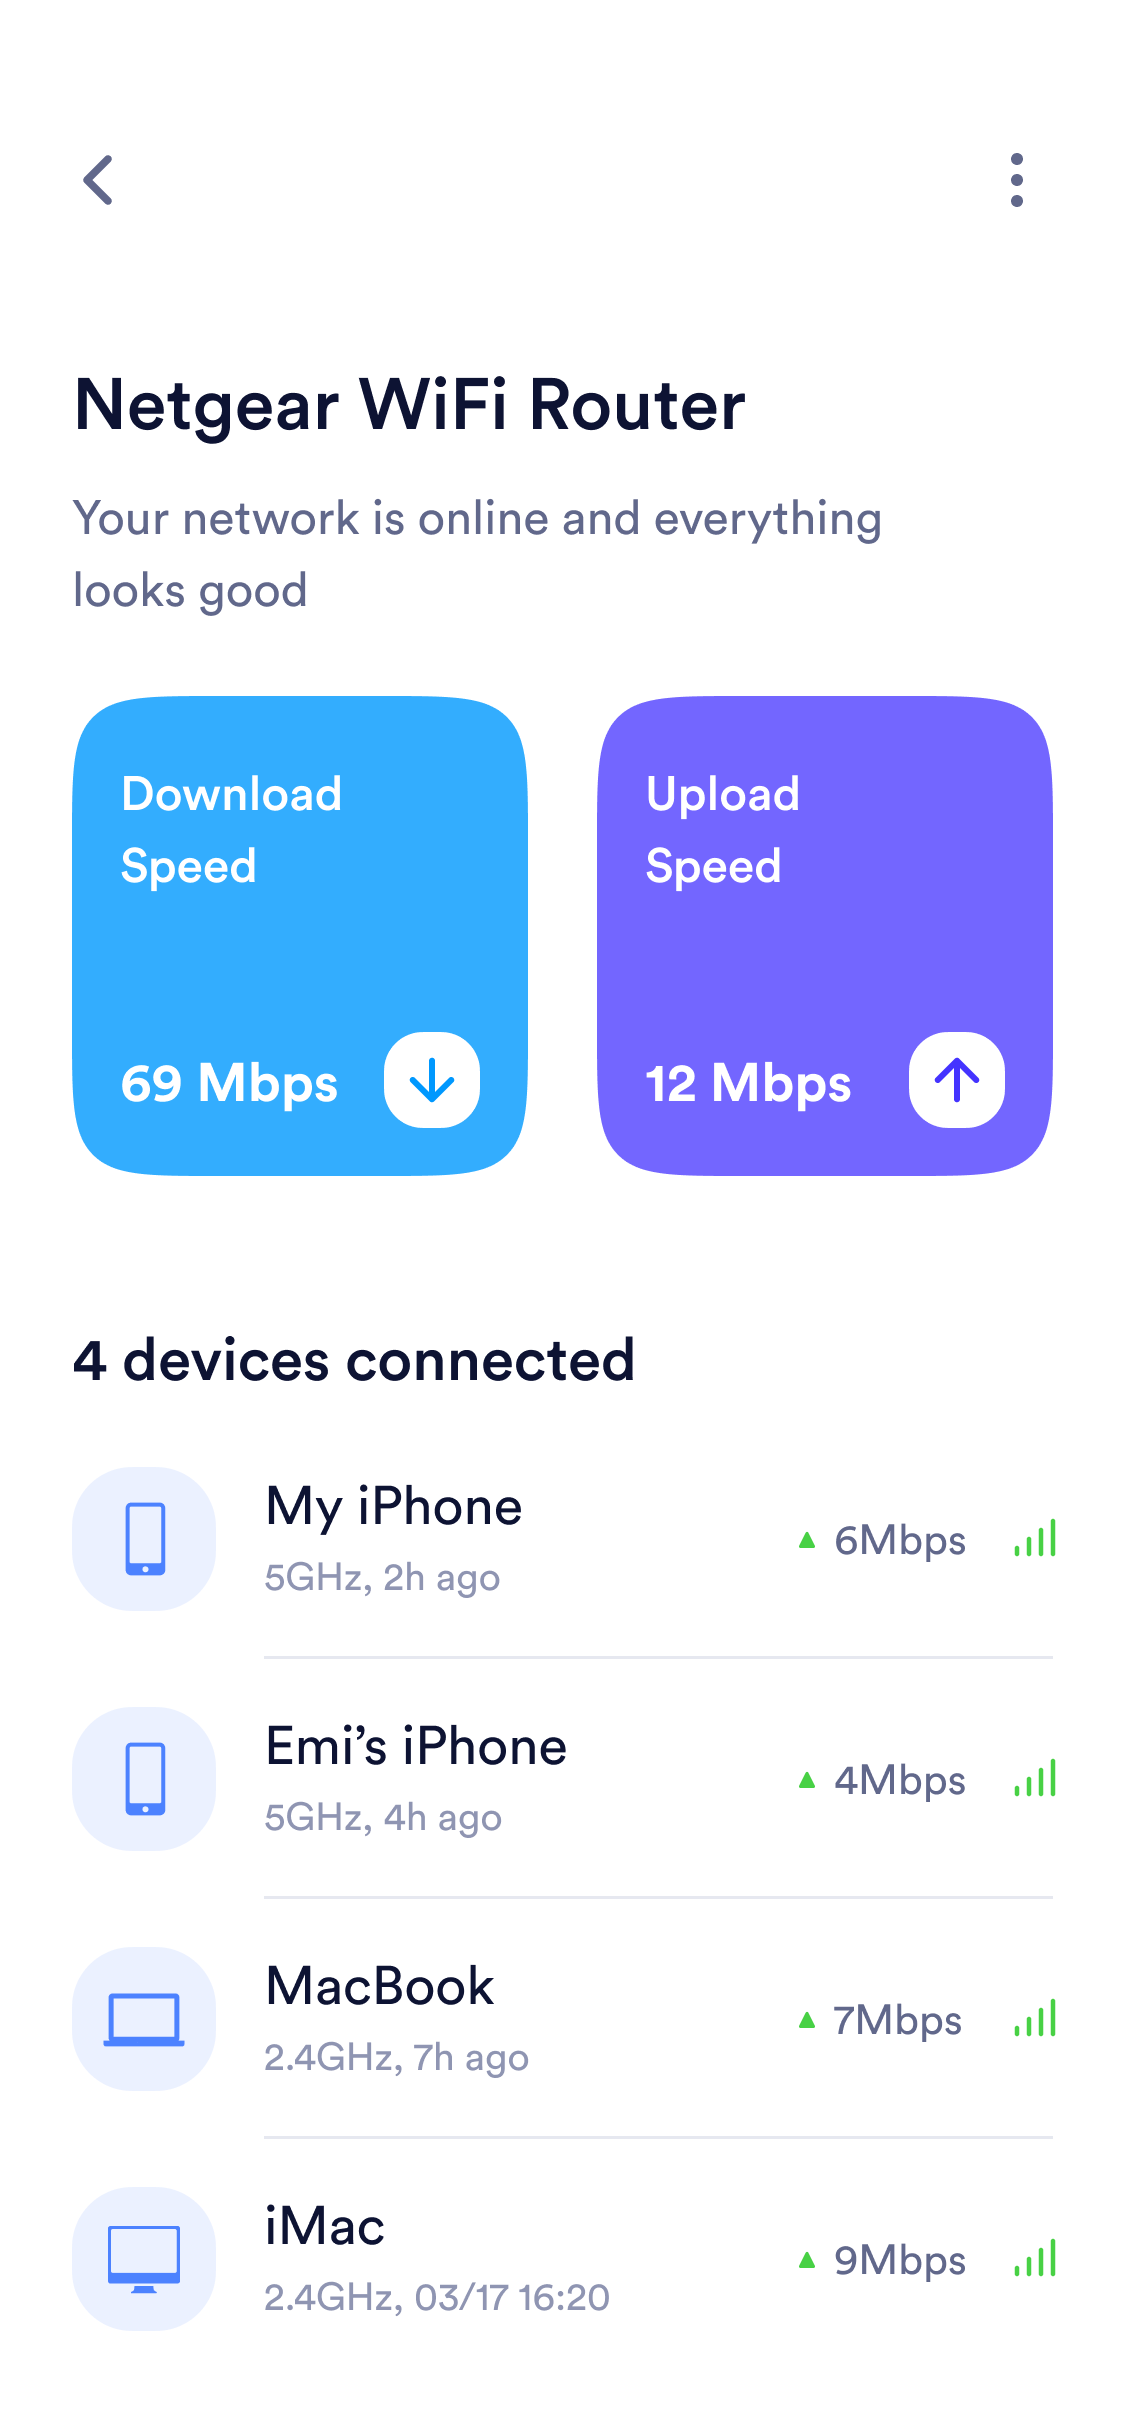 Netgear WiFi Router
Your network is online and everything
looks good
Download
Speed
69 Mbps
Upload
Speed
12 Mbps
4 devices connected
My iPhone
5GHz, 2h ago
6Mbps
Emi’s iPhone
5GHz, 4h ago
4Mbps
MacBook
2.4GHz, 7h ago
7Mbps
iMac
2.4GHz, 03/17 16:20
9Mbps